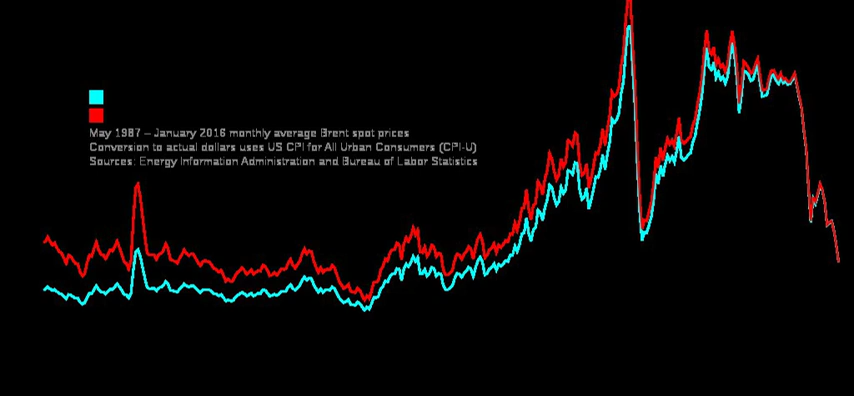 May 1987 – January 2016 monthly average Brent spot prices
Conversion to actual dollars uses US CPI for All Urban Consumers (CPI-U)
Sources: Energy Information Administration and Bureau of Labor Statistics